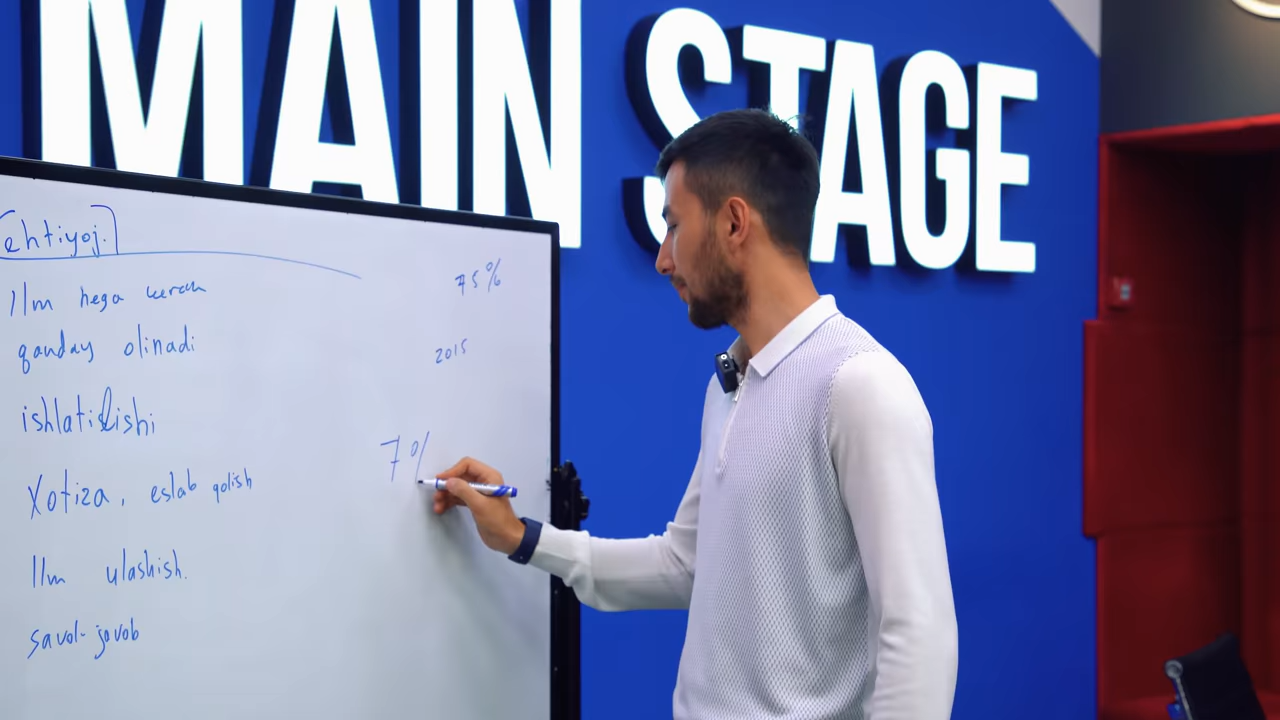 MAIN STAGE
[ehtiyoj.]
Ilm nega kerak
qanday olinadi
ishlatilishi
Xotira, eslab qolish
Ilm ulashish.
savol-javob
75%
2015
7%